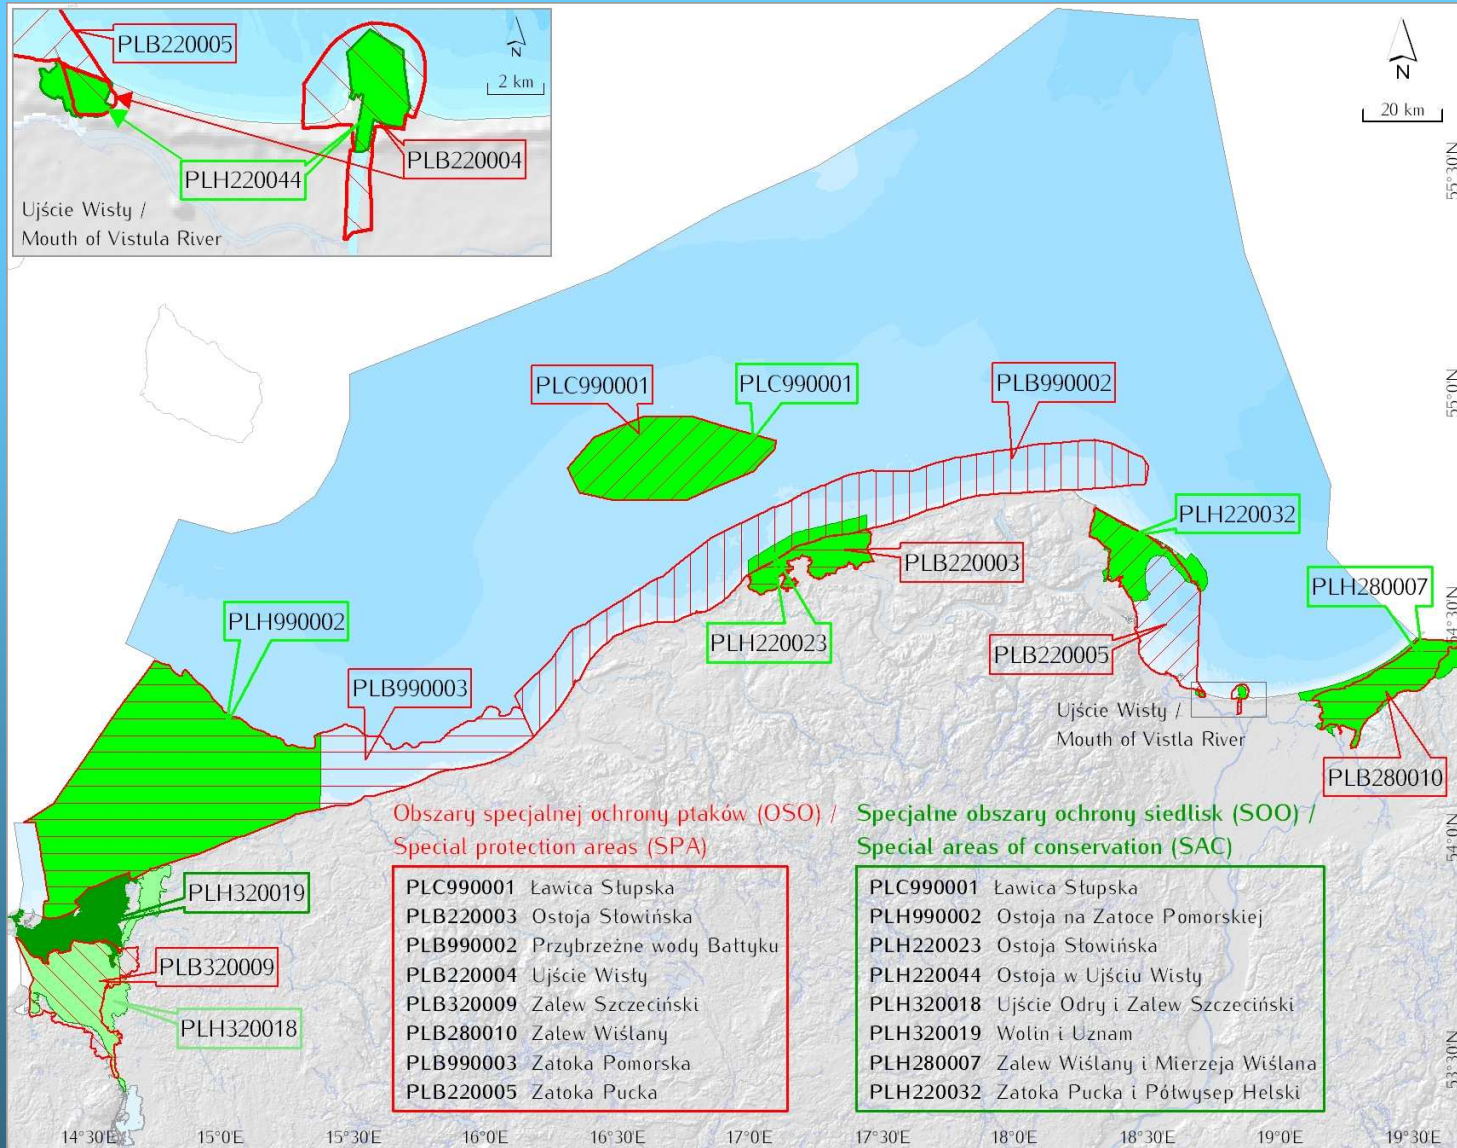 PLB220005
N
2 km
PLB220004
PLH220044
Ujście Wisły /
Mouth of Vistula River
N
20 km
55°30'N
PLC990001
PLC990001
PLB990002
55°0'N
PLH220032
PLB220003
PLH280007
PLH990002
PLH220023
PLB220005
54°30'N
PLB990003
Ujście Wisły /
Mouth of Vistla River
PLB280010
Obszary specjalnej ochrony ptaków (OSO) /
Special protection areas (SPA)
PLC990001 Ławica Słupska
PLB220003 Ostoja Słowińska
PLB990002 Przybrzeżne wody Bałtyku
PLB220004 Ujście Wisły
PLB320009 Zalew Szczeciński
PLB280010 Zalew Wiślany
PLB990003 Zatoka Pomorska
PLB220005 Zatoka Pucka
Specjalne obszary ochrony siedlisk (SOO) /
Special areas of conservation (SAC)
PLC990001 Ławica Słupska
PLH990002 Ostoja na Zatoce Pomorskiej
PLH220023 Ostoja Słowińska
PLH220044 Ostoja w Ujściu Wisły
PLH320018 Ujście Odry i Zalew Szczeciński
PLH320019 Wolin i Uznam
PLH280007 Zalew Wiślany i Mierzeja Wiślana
PLH220032 Zatoka Pucka i Półwysep Helski
54°0'N
PLH320019
PLB320009
PLH320018
53°30'N
14°30'E 15°0'E 15°30'E 16°0'E 16°30'E 17°0'E 17°30'E 18°0'E 18°30'E 19°0'E 19°30'E